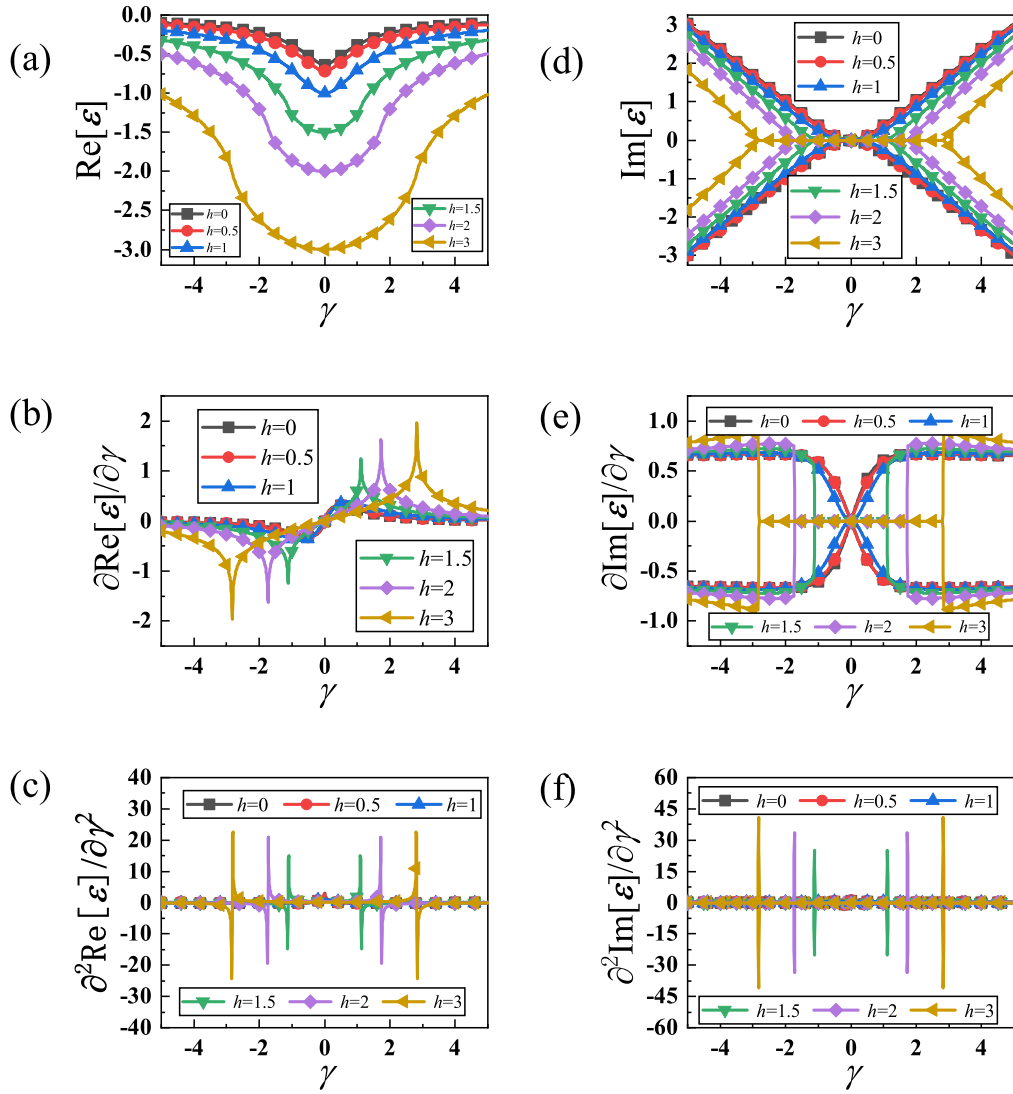 (a)
Re[ε]
0.0
-0.5
-1.0
-1.5
-2.0
-2.5
-3.0
h=0
h=0.5
h=1
h=1.5
h=2
h=3
-4 -2 0 2 4
γ
(d)
Im[ε]
3
2
1
0
-1
-2
-3
h=0
h=0.5
h=1
h=1.5
h=2
h=3
-4 -2 0 2 4
γ
(b)
∂Re[ε]/∂γ
2
1
0
-1
-2
h=0
h=0.5
h=1
h=1.5
h=2
h=3
-4 -2 0 2 4
γ
(e)
∂Im[ε]/∂γ
1.0
0.5
0.0
-0.5
-1.0
h=0 h=0.5 h=1
h=1.5 h=2 h=3
-4 -2 0 2 4
γ
(c)
∂²Re[ε]/∂γ²
40
30
20
10
0
-10
-20
-30
-40
h=0 h=0.5 h=1
h=1.5 h=2 h=3
-4 -2 0 2 4
γ
(f)
∂²Im[ε]/∂γ²
60
45
30
15
0
-15
-30
-45
-60
h=0 h=0.5 h=1
h=1.5 h=2 h=3
-4 -2 0 2 4
γ